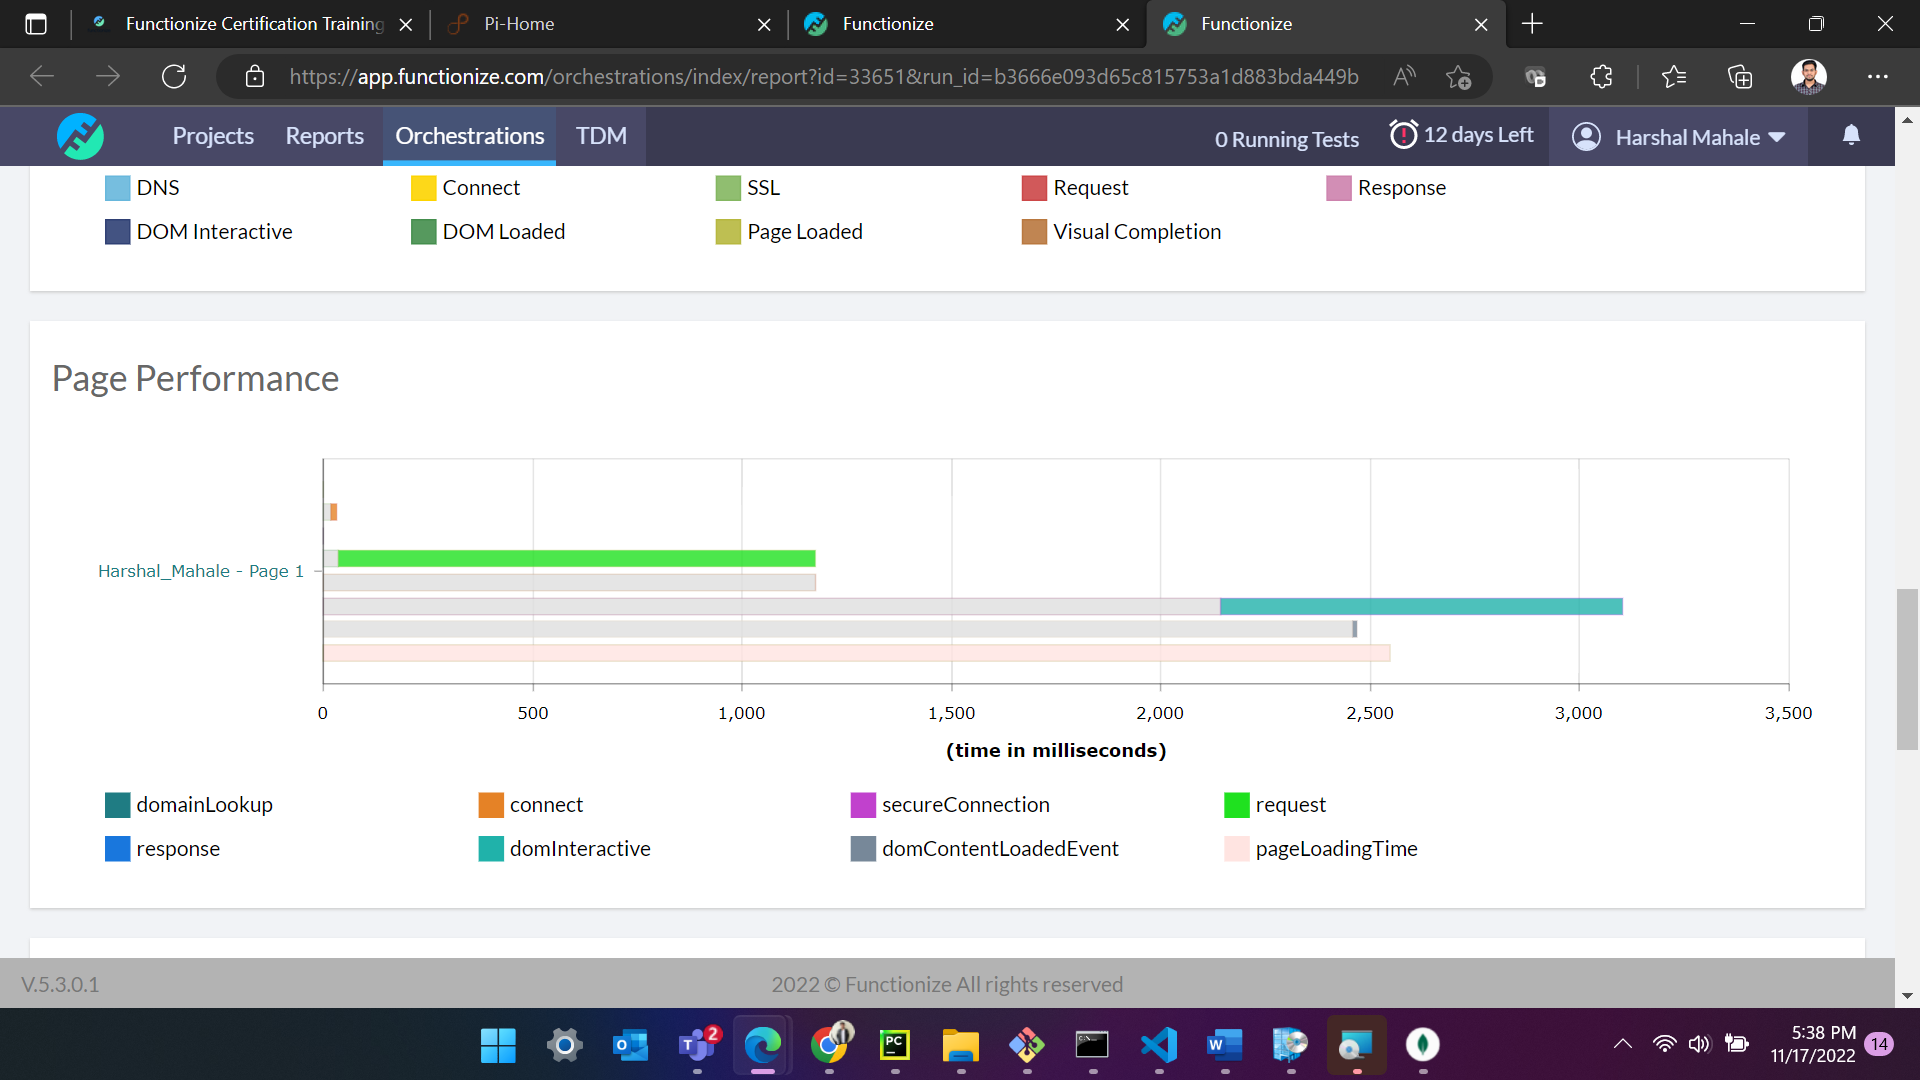 Functionize Certification Training
Pi-Home
Functionize
Functionize
https://app.functionize.com/orchestrations/index/report?id=33651&run_id=b3666e093d65c815753a1d883bda449b
Projects
Reports
Orchestrations
TDM
0 Running Tests
12 days Left
Harshal Mahale
DNS
Connect
SSL
Request
Response
DOM Interactive
DOM Loaded
Page Loaded
Visual Completion
Page Performance
Harshal_Mahale - Page 1
0
500
1,000
1,500
2,000
2,500
3,000
3,500
(time in milliseconds)
domainLookup
connect
secureConnection
request
response
domInteractive
domContentLoadedEvent
pageLoadingTime
V.5.3.0.1
2022 © Functionize All rights reserved
2
PC
5:38 PM
11/17/2022
14